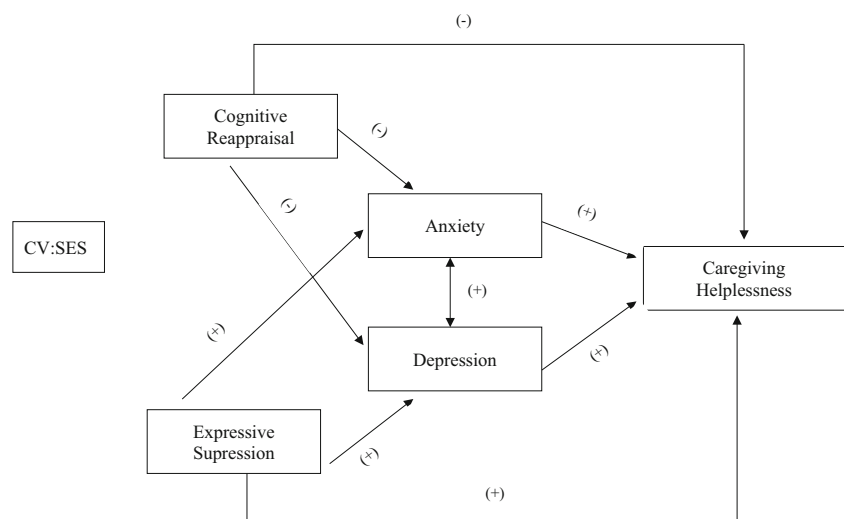 (-)
Cognitive
Reappraisal
(-)
(-)
Anxiety
(+)
CV:SES
Caregiving
Helplessness
(+)
(+)
Depression
(+)
Expressive
Supression
(+)
(+)